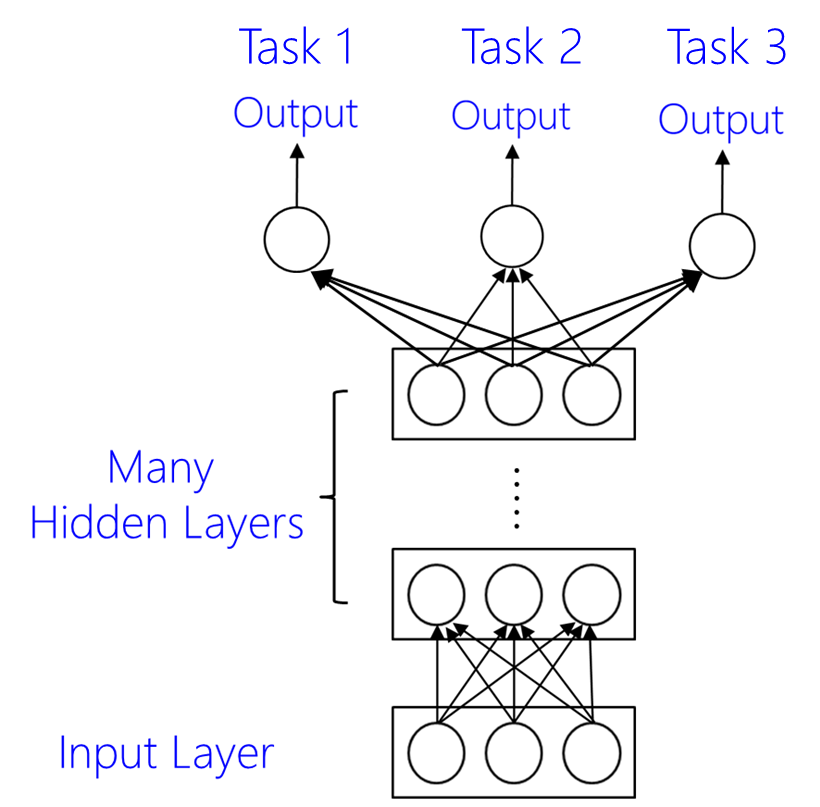 Task 1
Task 2
Task 3
Output
Output
Output
Many
Hidden Layers
Input Layer